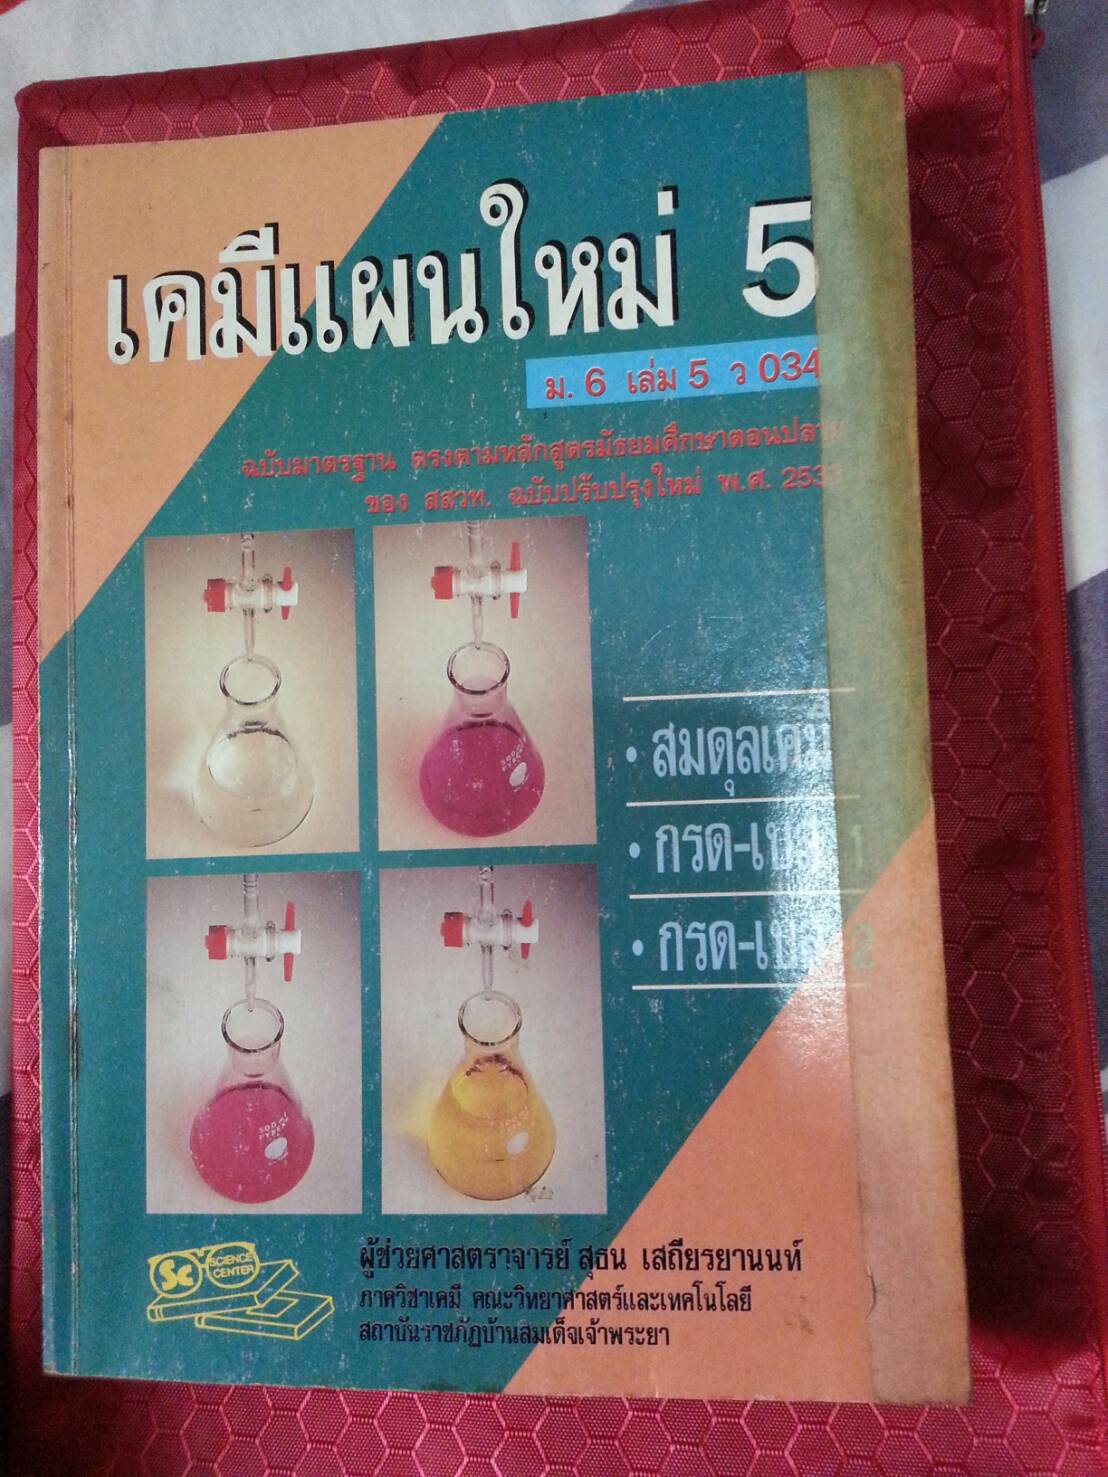 เคมีแผนใหม่ 5
ม. 6 เล่ม 5 ว 034
ฉบับมาตรฐาน ตรงตามหลักสูตรมัธยมศึกษาตอนปลาย
ของ สสวท. ฉบับปรับปรุงใหม่ พ.ศ. 2533
500 ml
PYREX
• สมดุลเคมี
• กรด-เบส 1
• กรด-เบส 2
500 ml
PYREX
Sc
SCIENCE
CENTER
ผู้ช่วยศาสตราจารย์ สุธน เสถียรยานนท์
ภาควิชาเคมี คณะวิทยาศาสตร์และเทคโนโลยี
สถาบันราชภัฏบ้านสมเด็จเจ้าพระยา